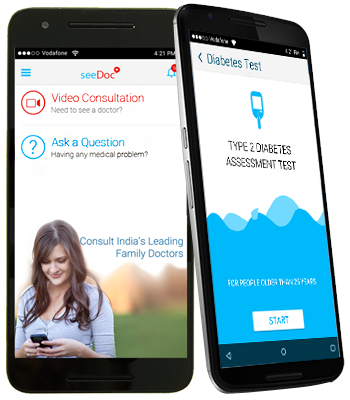 Vodafone
4:21 PM
seeDoc
Video Consultation
Need to see a doctor?
Ask a Question
Having any medical problem?
Consult India's Leading
Family Doctors
Vodafone
4:21 PM
Diabetes Test
TYPE 2 DIABETES
ASSESSMENT TEST
FOR PEOPLE OLDER THAN 25 YEARS
START